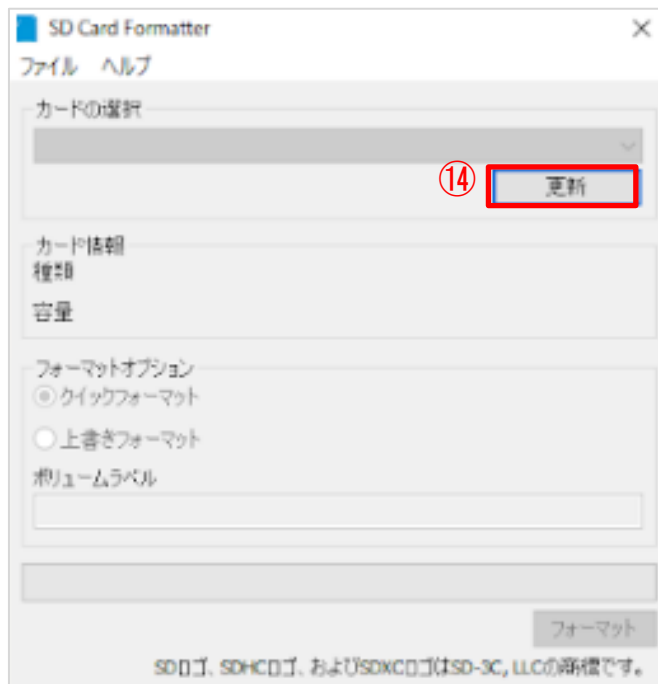 SD Card Formatter
ファイル ヘルプ
カードの選択
⑭
更新
カード情報
種類
容量
フォーマットオプション
クイックフォーマット
上書きフォーマット
ボリュームラベル
フォーマット
SDロゴ、SDHCロゴ、およびSDXCロゴはSD-3C, LLCの商標です。